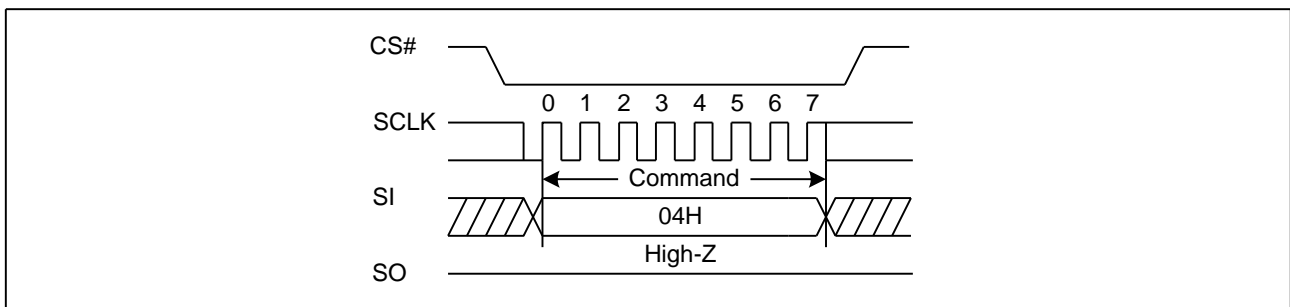 CS#
0 1 2 3 4 5 6 7
SCLK
Command
SI
04H
High-Z
SO